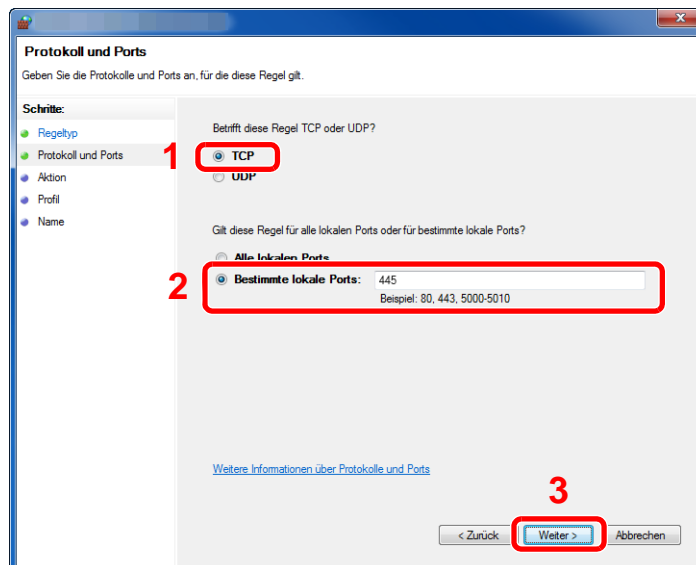 Protokoll und Ports
Geben Sie die Protokolle und Ports an, für die diese Regel gilt.
Schritte:
Regeltyp
Protokoll und Ports
Aktion
Profil
Name
Betrifft diese Regel TCP oder UDP?
1
TCP
UDP
Gilt diese Regel für alle lokalen Ports oder für bestimmte lokale Ports?
Alle lokalen Ports
2
Bestimmte lokale Ports: 445
Beispiel: 80, 443, 5000-5010
Weitere Informationen über Protokolle und Ports
3
< Zurück Weiter > Abbrechen